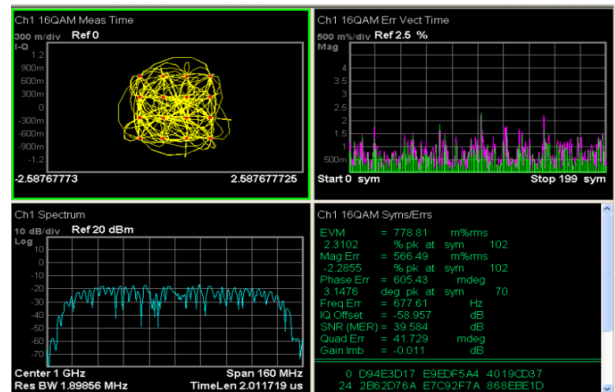 Ch1 16QAM Meas Time
300 m/div Ref 0
I-Q
1.2
900m
600m
300m
0
-300m
-600m
-900m
-1.2
-2.58767773 2.587677725
Ch1 16QAM Err Vect Time
500 m%/div Ref 2.5 %
Mag
4
3.5
3
2.5
2
1.5
1
500m
Start 0 sym Stop 199 sym
Ch1 Spectrum
10 dB/div Ref 20 dBm
Log
10
0
-10
-20
-30
-40
-50
-60
-70
Center 1 GHz Span 160 MHz
Res BW 1.89856 MHz TimeLen 2.011719 us
Ch1 16QAM Syms/Errs
EVM = 778.81 m%rms
2.3102 % pk at sym 102
Mag Err = 566.49 m%rms
-2.2855 % pk at sym 102
Phase Err = 605.43 mdeg
3.1476 deg pk at sym 70
Freq Err = 677.61 Hz
IQ Offset = -58.957 dB
SNR (MER) = 39.584 dB
Quad Err = 41.729 mdeg
Gain Imb = -0.011 dB
0 D94E3D17 E9EDF5A4 4019CD37
24 2B62D76A E7C92F7A 868EBE1D